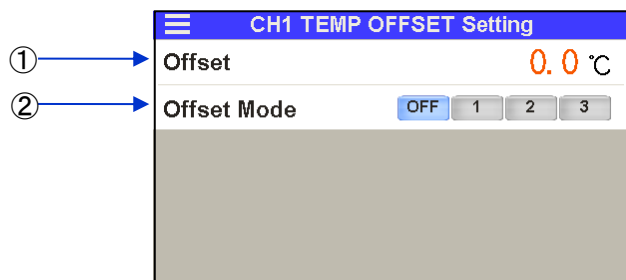 CH1 TEMP OFFSET Setting
① Offset 0.0 ℃
② Offset Mode OFF 1 2 3